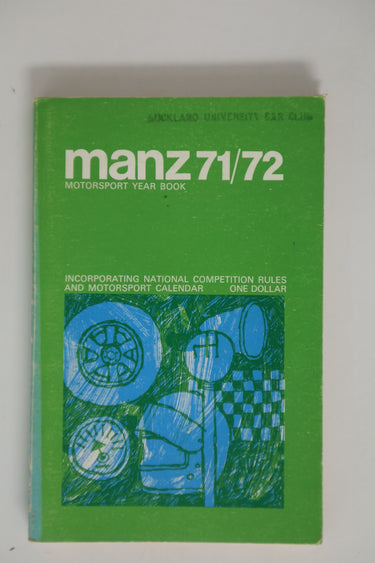 AUCKLAND UNIVERSITY CAR CLUB
manz 71/72
MOTORSPORT YEAR BOOK
INCORPORATING NATIONAL COMPETITION RULES
AND MOTORSPORT CALENDAR ONE DOLLAR